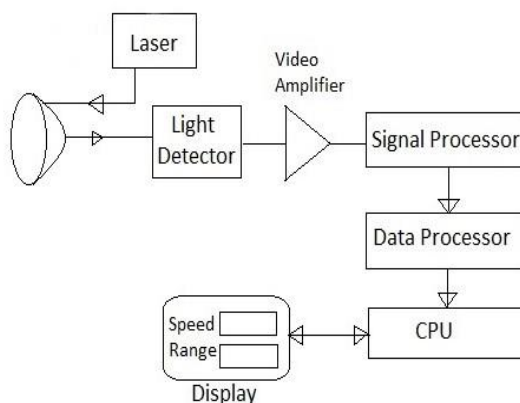 Laser
Video
Amplifier
Light
Detector
Signal Processor
Data Processor
CPU
Speed
Range
Display